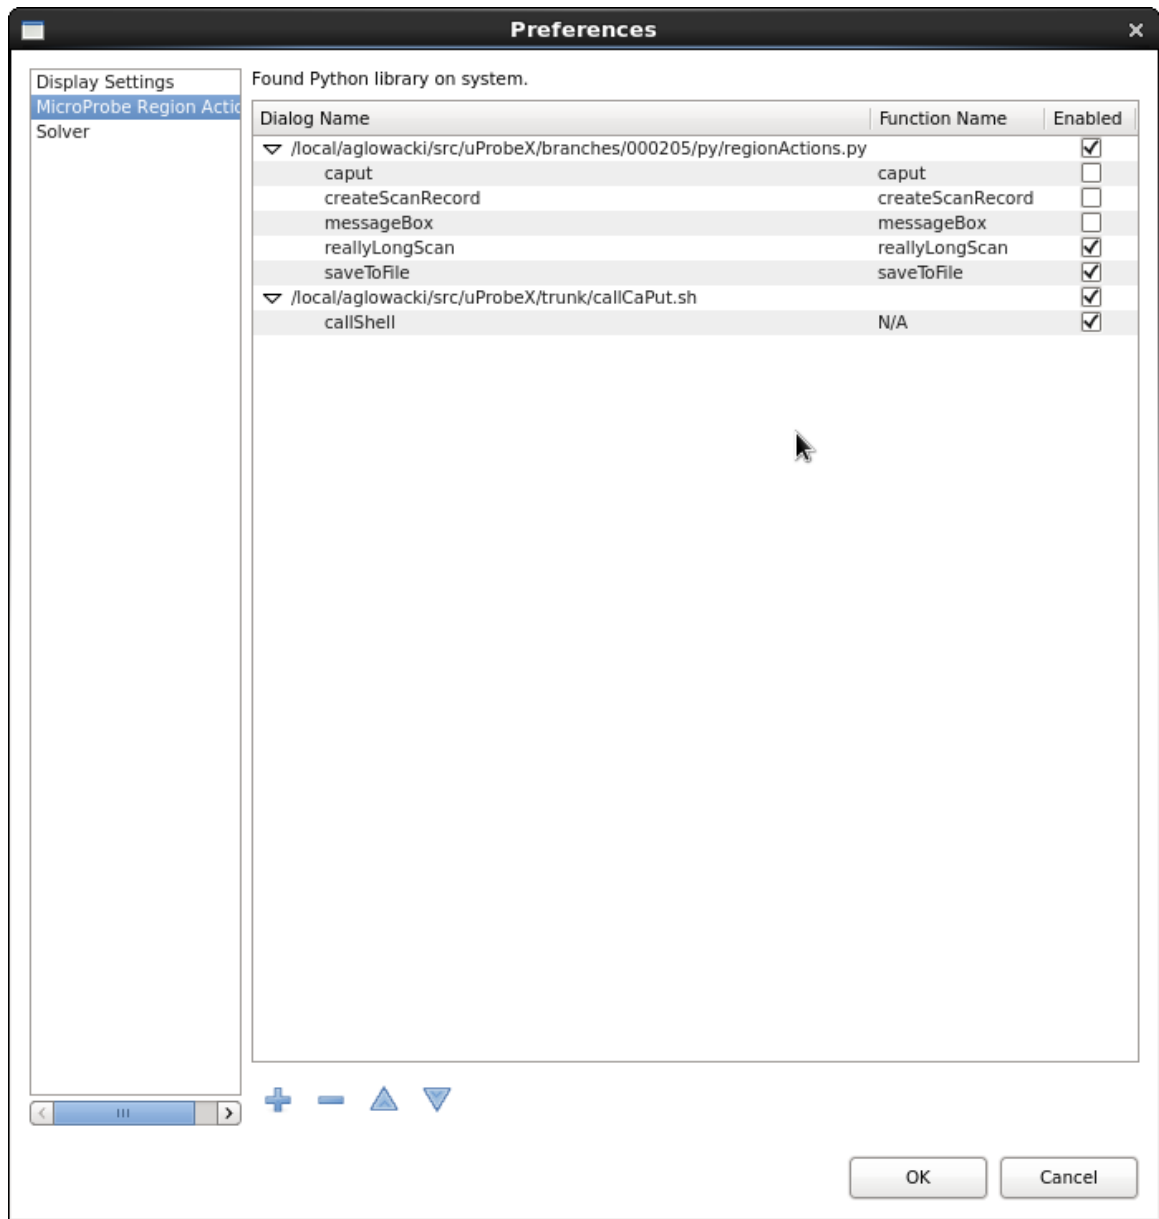 Preferences
Display Settings
MicroProbe Region Actic
Solver
Found Python library on system.
Dialog Name Function Name Enabled
/local/aglowacki/src/uProbeX/branches/000205/py/regionActions.py
caput caput
createScanRecord createScanRecord
messageBox messageBox
reallyLongScan reallyLongScan
saveToFile saveToFile
/local/aglowacki/src/uProbeX/trunk/callCaPut.sh
callShell N/A
OK Cancel